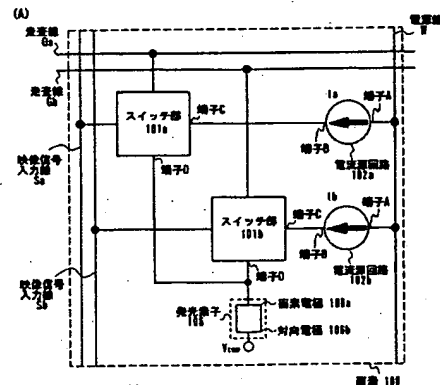 (A)
電源線
W
走査線
Ga
走査線
Gb
スイッチ部
101a
端子C
Ia
端子A
端子B
電流源回路
102a
端子D
映像信号
入力線
Sa
スイッチ部
101b
端子C
Ib
端子A
端子B
電流源回路
102b
端子D
映像信号
入力線
Sb
発光素子
106
画素電極 106a
対向電極 106b
Vcom
画素 100